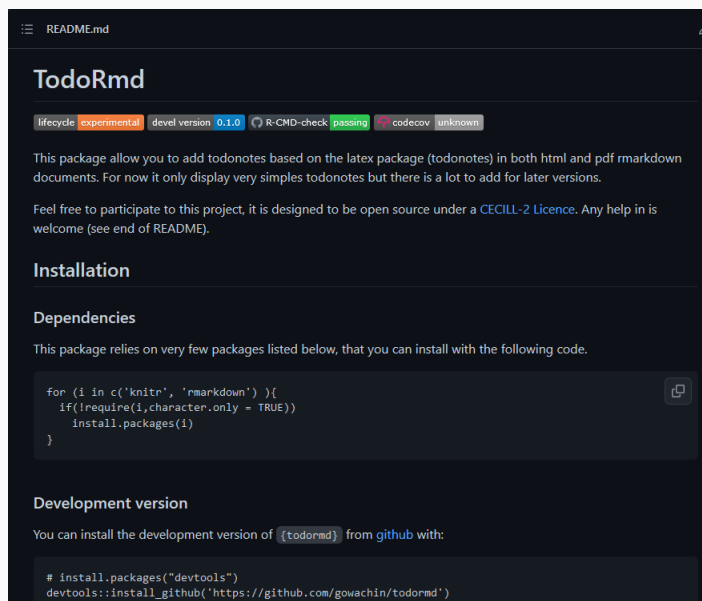 README.md
TodoRmd
lifecycle experimental devel version 0.1.0 R-CMD-check passing codecov unknown
This package allow you to add todonotes based on the latex package (todonotes) in both html and pdf rmarkdown
documents. For now it only display very simples todonotes but there is a lot to add for later versions.
Feel free to participate to this project, it is designed to be open source under a CECILL-2 Licence. Any help in is
welcome (see end of README).
Installation
Dependencies
This package relies on very few packages listed below, that you can install with the following code.
for (i in c('knitr', 'rmarkdown') ){
  if(!require(i,character.only = TRUE))
    install.packages(i)
}
Development version
You can install the development version of {todormd} from github with:
# install.packages("devtools")
devtools::install_github('https://github.com/gowachin/todormd')